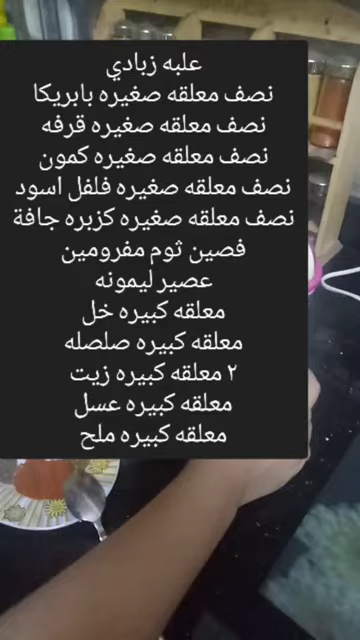 علبه زبادي
نصف معلقه صغيره بابريكا
نصف معلقه صغيره قرفه
نصف معلقه صغيره كمون
نصف معلقه صغيره فلفل اسود
نصف معلقه صغيره كزبره جافة
فصين ثوم مفرومين
عصير ليمونه
معلقه كبيره خل
معلقه كبيره صلصله
٢ معلقه كبيره زيت
معلقه كبيره عسل
معلقه كبيره ملح